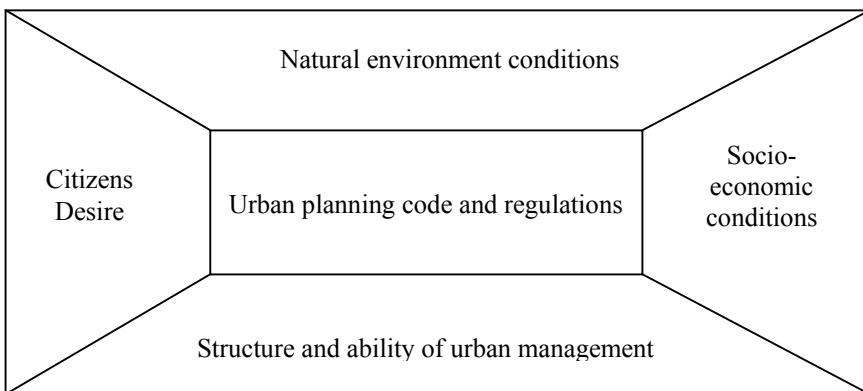 Natural environment conditions
Citizens
Desire
Urban planning code and regulations
Socio-
economic
conditions
Structure and ability of urban management